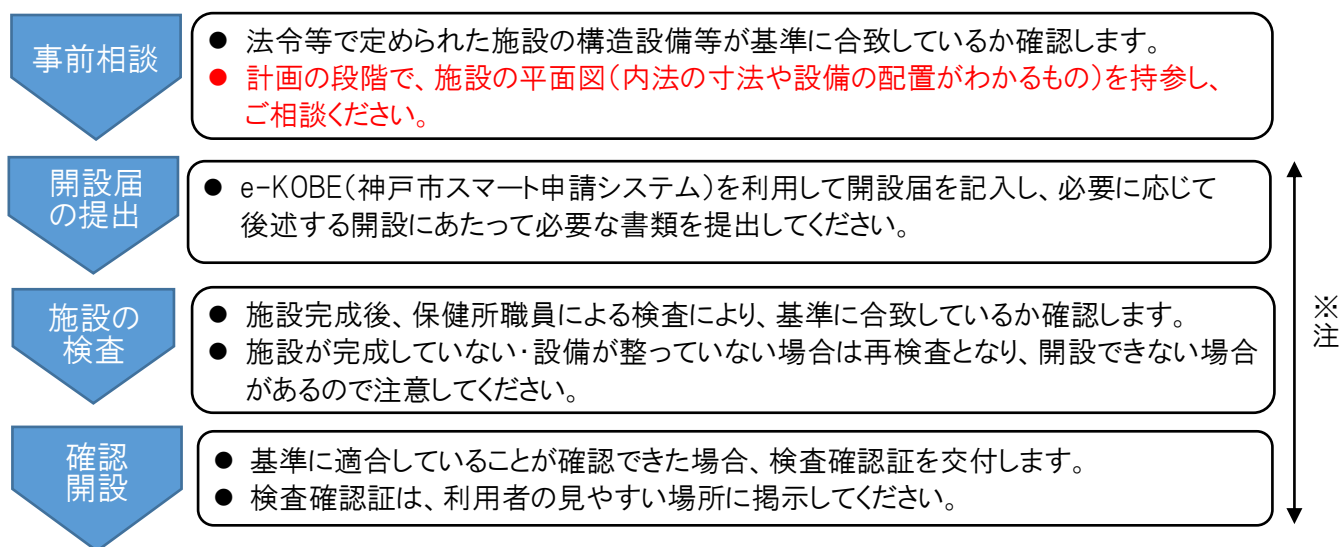 事前相談
● 法令等で定められた施設の構造設備等が基準に合致しているか確認します。
● 計画の段階で、施設の平面図(内法の寸法や設備の配置がわかるもの)を持参し、
ご相談ください。
開設届
の提出
● e-KOBE(神戸市スマート申請システム)を利用して開設届を記入し、必要に応じて
後述する開設にあたって必要な書類を提出してください。
施設の
検査
● 施設完成後、保健所職員による検査により、基準に合致しているか確認します。
● 施設が完成していない・設備が整っていない場合は再検査となり、開設できない場合
があるので注意してください。
確認
開設
● 基準に適合していることが確認できた場合、検査確認証を交付します。
● 検査確認証は、利用者の見やすい場所に掲示してください。
※注